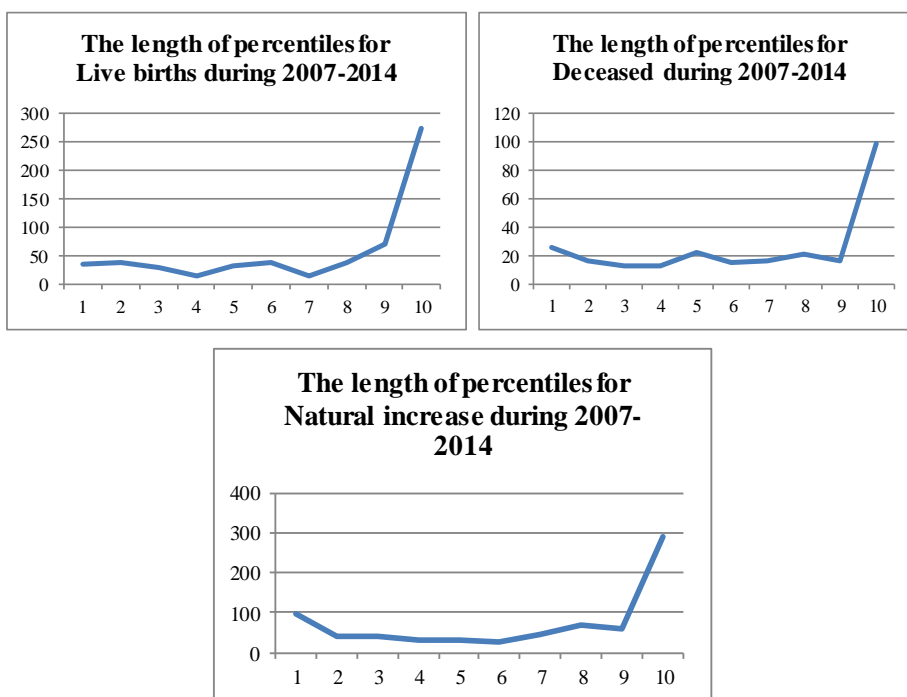 The length of percentiles for
Live births during 2007-2014
300
250
200
150
100
50
0
1 2 3 4 5 6 7 8 9 10
The length of percentiles for
Deceased during 2007-2014
120
100
80
60
40
20
0
1 2 3 4 5 6 7 8 9 10
The length of percentiles for
Natural increase during 2007-
2014
400
300
200
100
0
1 2 3 4 5 6 7 8 9 10